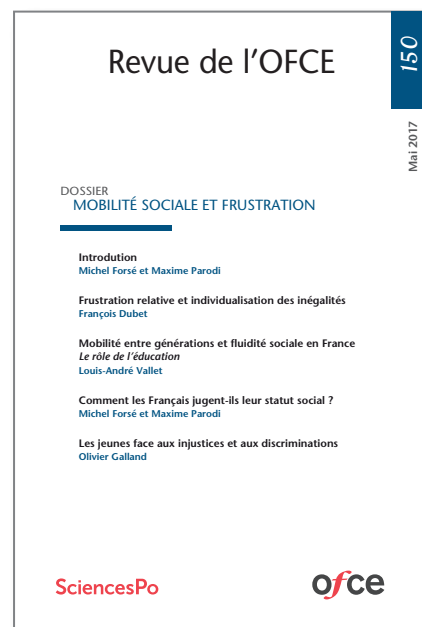 Revue de l'OFCE
150
Mai 2017
DOSSIER
MOBILITÉ SOCIALE ET FRUSTRATION
Introdution
Michel Forsé et Maxime Parodi
Frustration relative et individualisation des inégalités
François Dubet
Mobilité entre générations et fluidité sociale en France
Le rôle de l'éducation
Louis-André Vallet
Comment les Français jugent-ils leur statut social ?
Michel Forsé et Maxime Parodi
Les jeunes face aux injustices et aux discriminations
Olivier Galland
SciencesPo
ofce